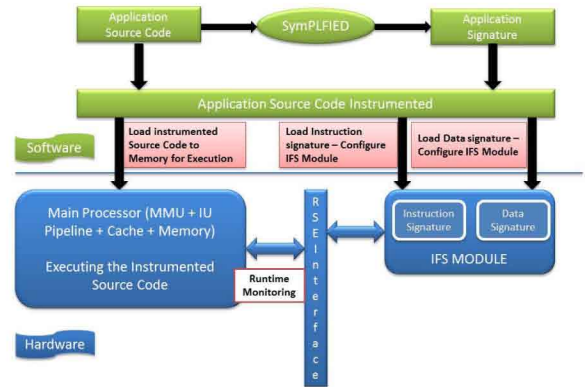 Application
Source Code
SymPLFIED
Application
Signature
Application Source Code Instrumented
Load instrumented
Source Code to
Memory for Execution
Load Instruction
signature – Configure
IFS Module
Load Data signature –
Configure IFS Module
Software
Main Processor (MMU + IU
Pipeline + Cache + Memory)
Executing the Instrumented
Source Code
Runtime
Monitoring
RSEInterface
Instruction
Signature
Data
Signature
IFS MODULE
Hardware